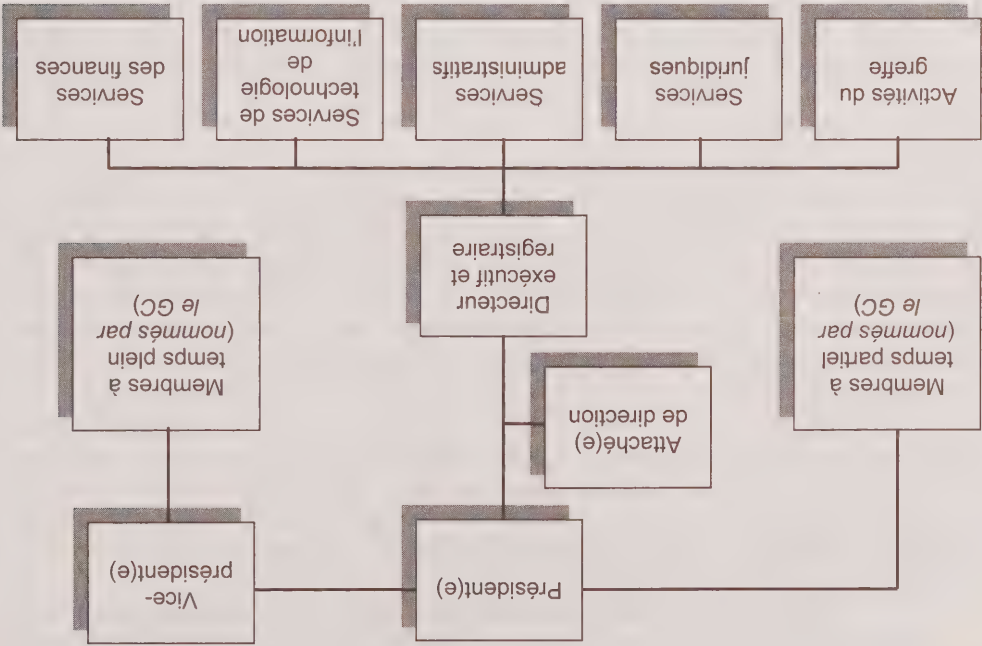 Président(e)
Vice-
président(e)
Attaché(e)
de direction
Membres à
temps partiel
(nommés par
le GC)
Directeur
exécutif et
registraire
Membres à
temps plein
(nommés par
le GC)
Activités du
greffe
Services
juridiques
Services
administratifs
Services de
technologie
de
l'information
Services
des finances